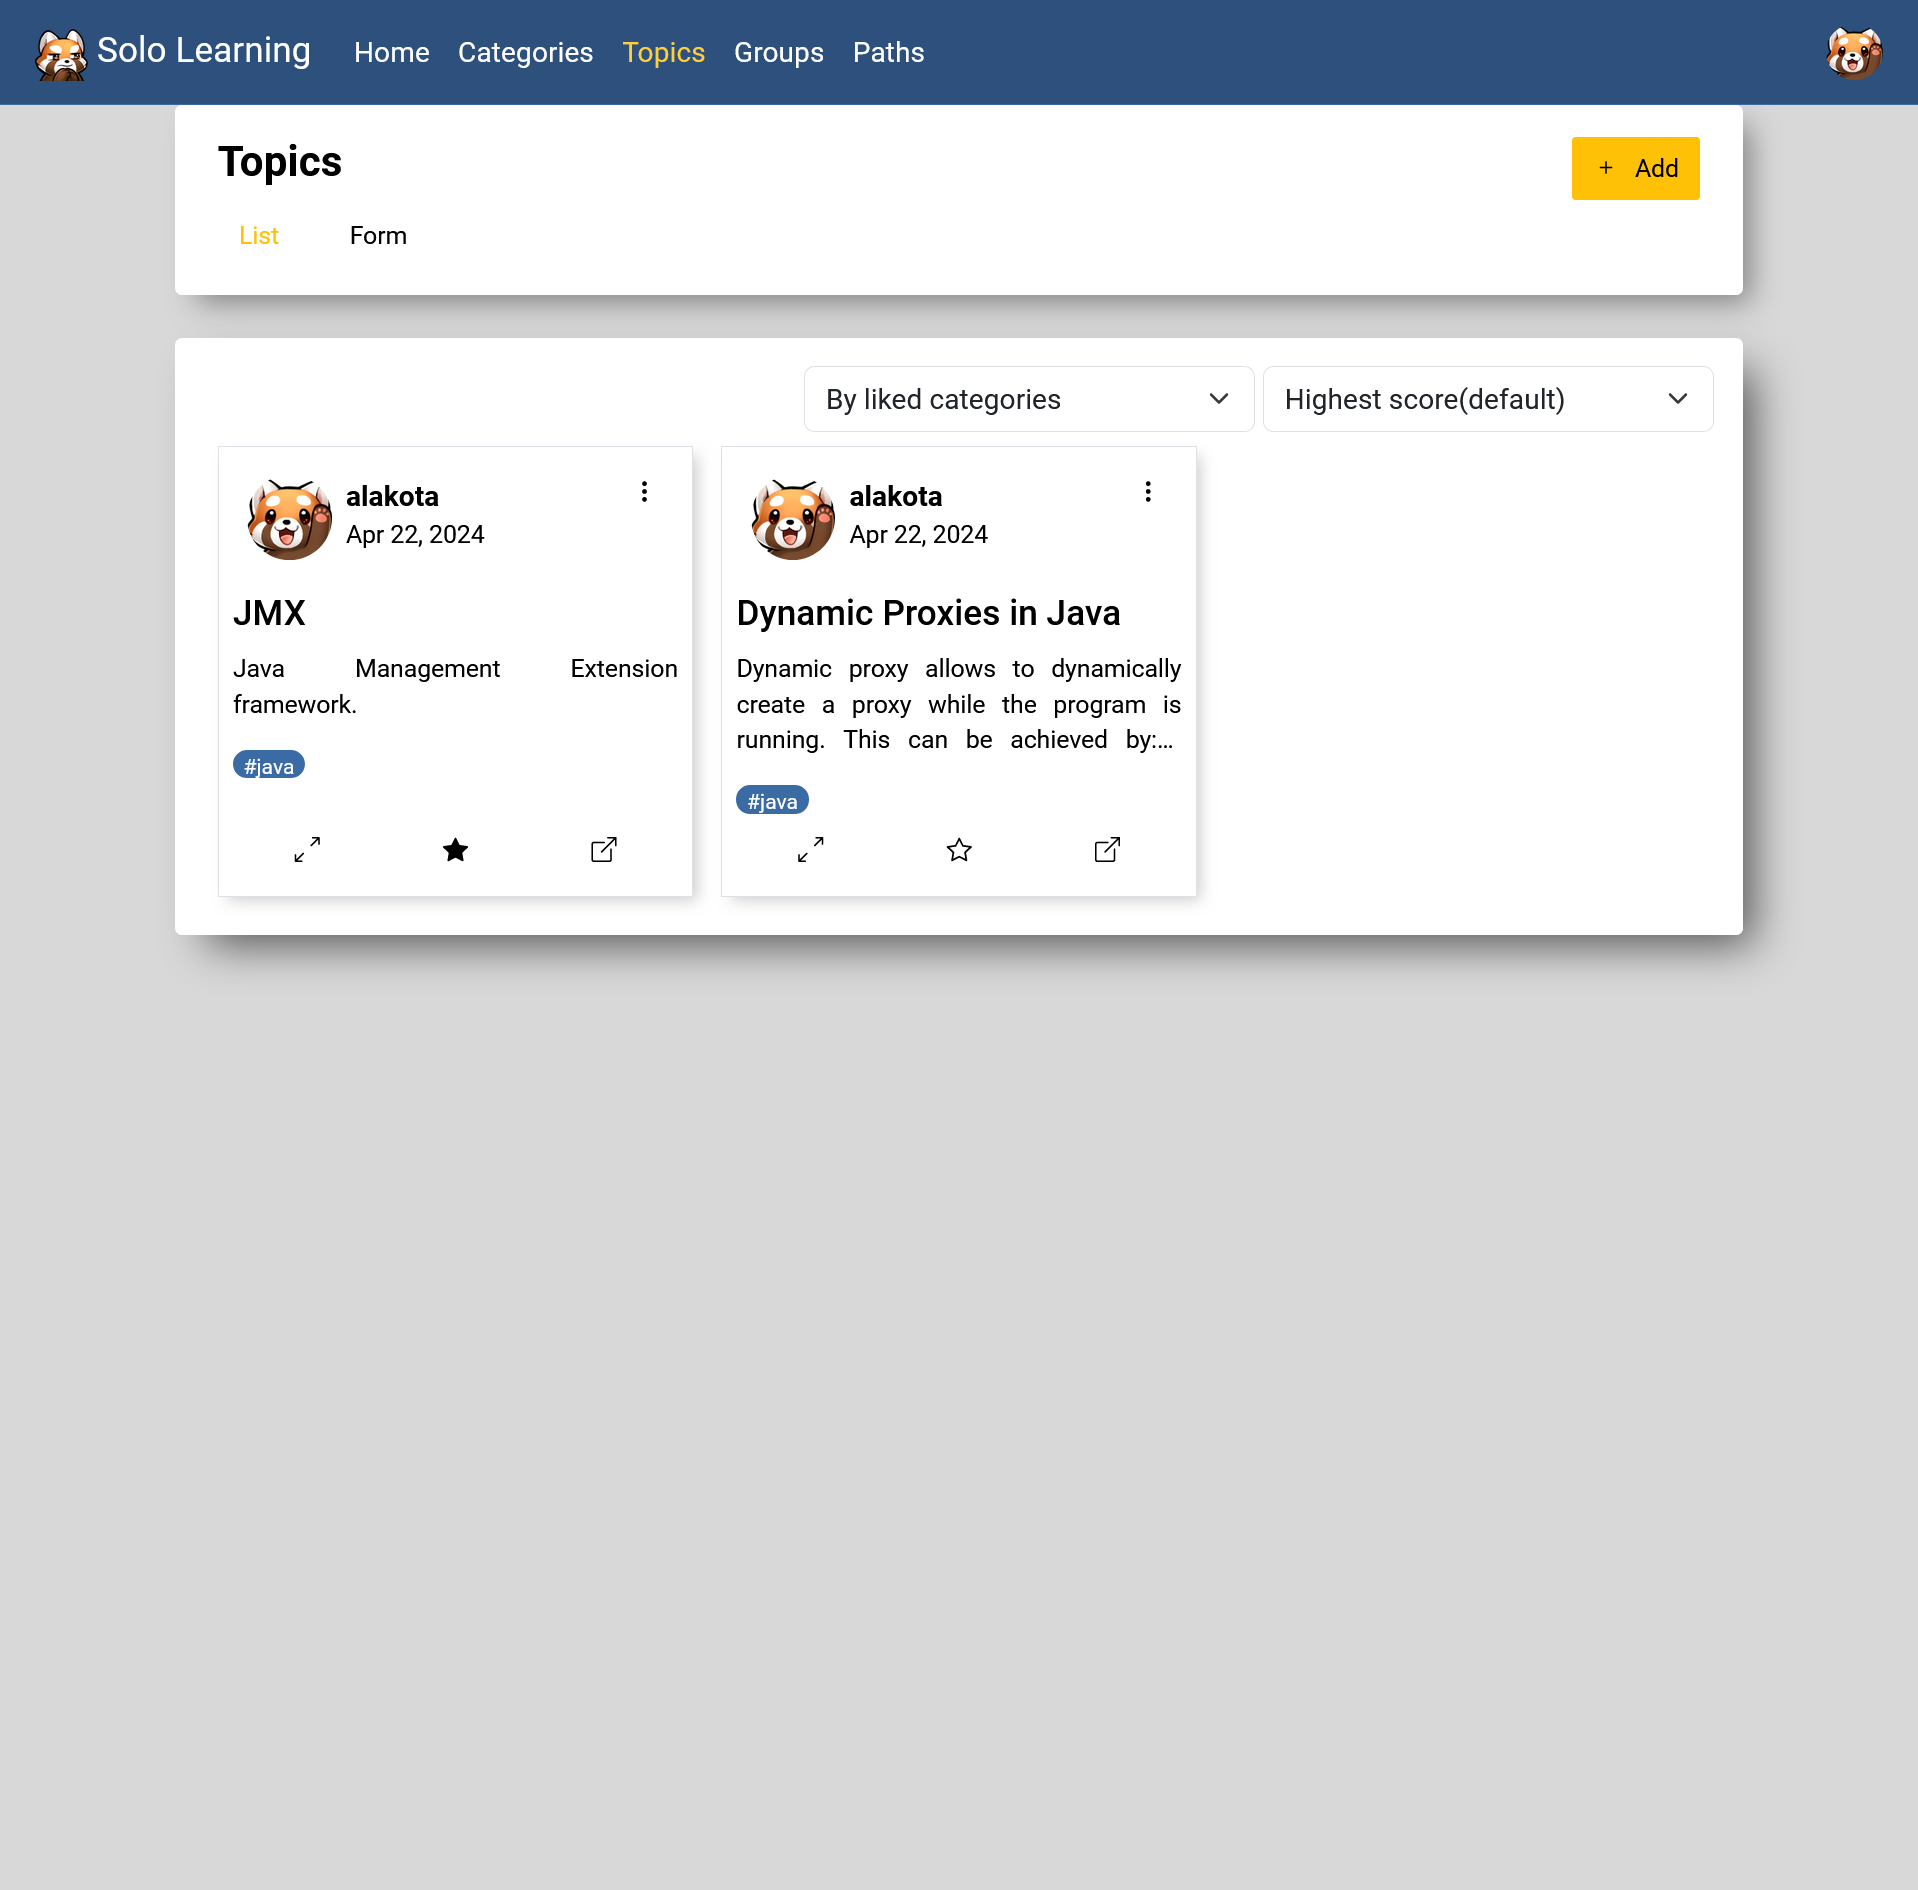 Solo Learning Home Categories Topics Groups Paths
Topics
+ Add
List Form
By liked categories
Highest score(default)
alakota
Apr 22, 2024
JMX
Java Management Extension
framework.
#java
alakota
Apr 22, 2024
Dynamic Proxies in Java
Dynamic proxy allows to dynamically
create a proxy while the program is
running. This can be achieved by:...
#java